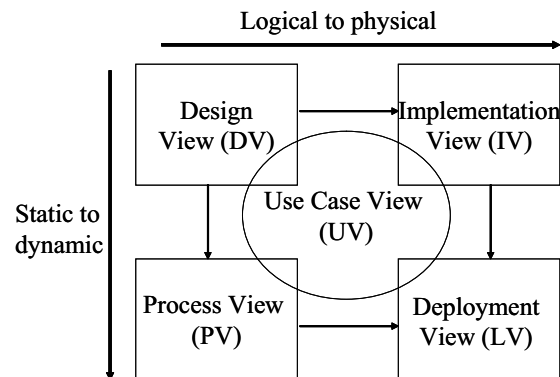 Logical to physical
Design
View (DV)
Implementation
View (IV)
Static to
dynamic
Use Case View
(UV)
Process View
(PV)
Deployment
View (LV)